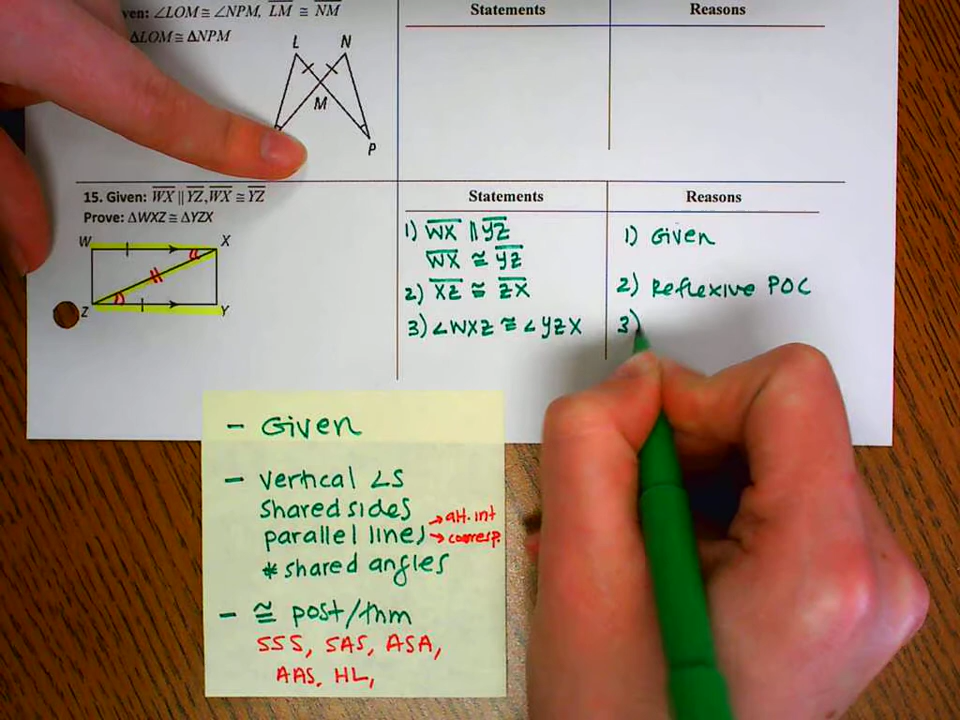 ven: ∠LOM ≅ ∠NPM, LM ≅ NM
ΔLOM ≅ ΔNPM
L N
M
P
Statements Reasons
15. Given: WX || YZ, WX ≅ YZ
Prove: ΔWXZ ≅ ΔYZX
W X
Z Y
Statements Reasons
1) WX || YZ 1) Given
WX ≅ YZ
2) XZ ≅ ZX 2) Reflexive POC
3) ∠WXZ ≅ ∠YZX 3)
- Given
- vertical ∠s
shared sides
parallel lines → alt. int
→ corresp.
* shared angles
- ≅ post/thm
SSS, SAS, ASA,
AAS, HL,